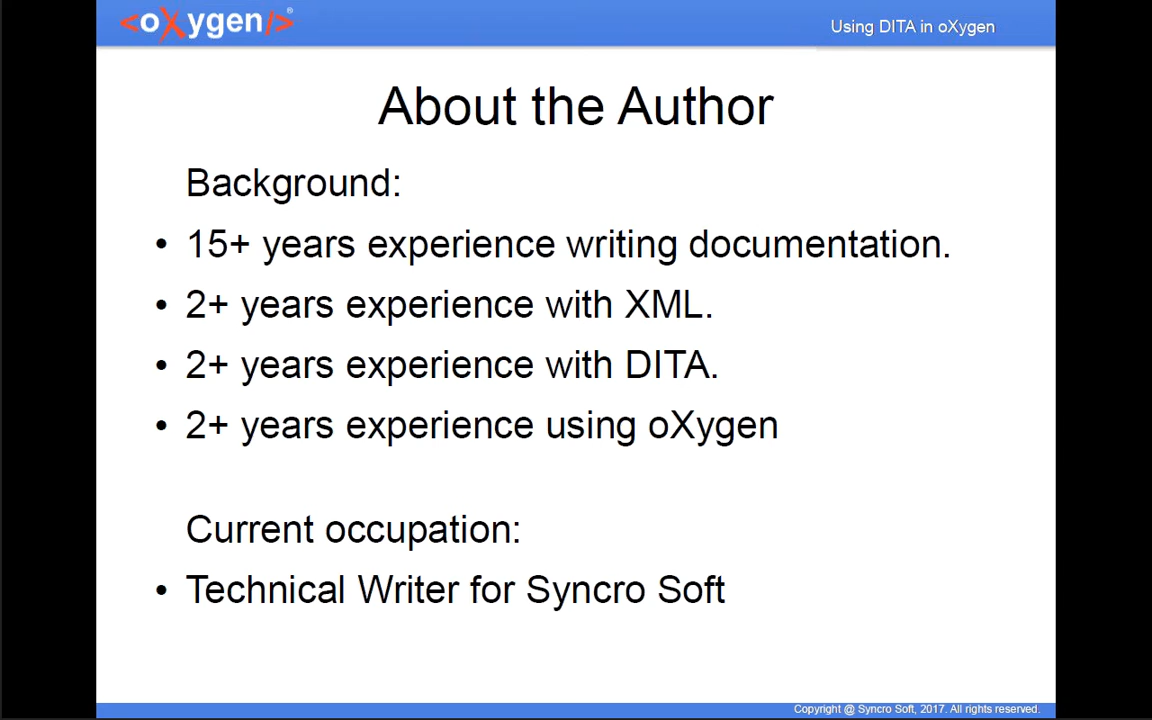 <oXygen/>®
Using DITA in oXygen
About the Author
Background:
• 15+ years experience writing documentation.
• 2+ years experience with XML.
• 2+ years experience with DITA.
• 2+ years experience using oXygen
Current occupation:
• Technical Writer for Syncro Soft
Copyright @ Syncro Soft, 2017. All rights reserved.